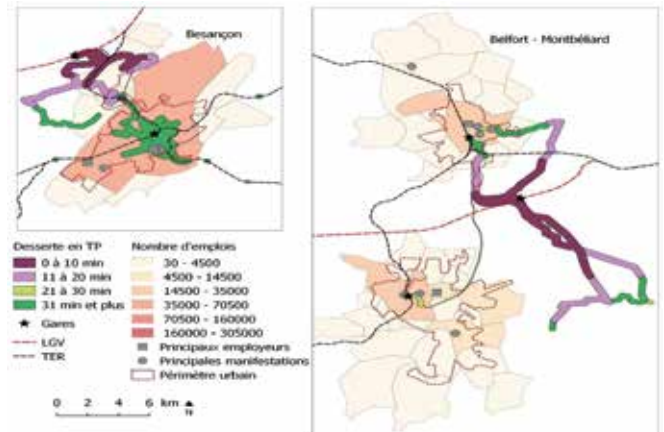 Besançon
Belfort - Montbéliard
Desserte en TP
0 à 10 min
11 à 20 min
21 à 30 min
31 min et plus
Gares
LGV
TER
Nombre d'emplois
30 - 4500
4500 - 14500
14500 - 35000
35000 - 70500
70500 - 160000
160000 - 305000
Principaux employeurs
Principales manifestations
Périmètre urbain
0 2 4 6 km